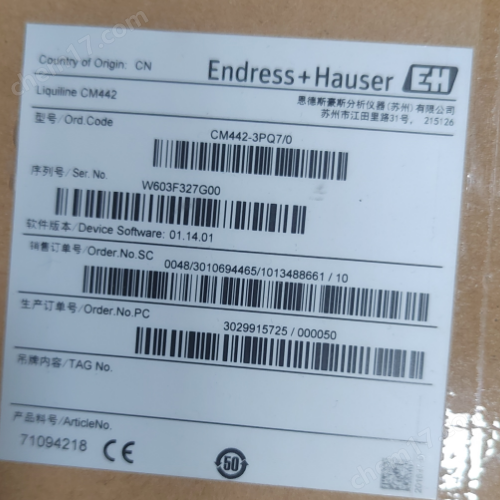 Country of Origin: CN
Endress+Hauser EH
Liquiline CM442
恩德斯豪斯分析仪器(苏州)有限公司
苏州市江田里路31号, 215126
型号/Ord.Code
CM442-3PQ7/0
序列号/Ser. No.
W603F327G00
软件版本/Device Software: 01.14.01
销售订单号/Order.No.SC
0048/3010694465/1013488661 / 10
生产订单号/Order.No.PC
3029915725 / 000050
吊牌内容/TAG No.
产品料号/ArticleNo.
71094218 CE
50